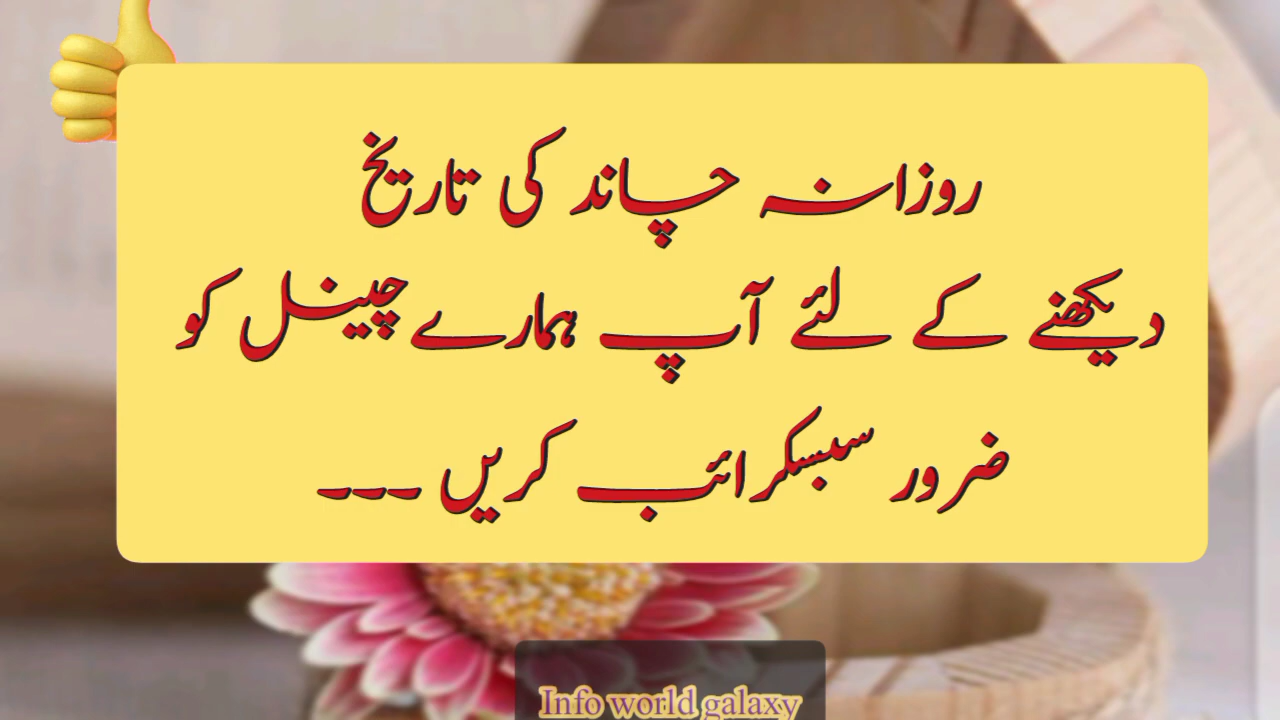 روزانہ چاند کی تاریخ
دیکھنے کے لئے آپ ہمارے چینل کو
ضرور سبسکرائب کریں ۔۔۔
Info world galaxy